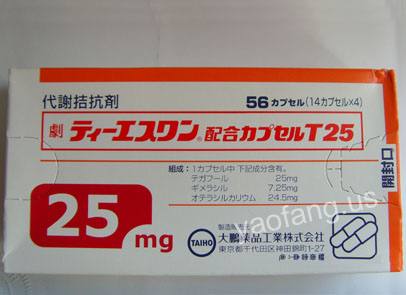 代謝拮抗剤
56カプセル(14カプセル×4)
劇 ティーエスワン® 配合カプセルT25
組成:1カプセル中 下記成分含有。
テガフール 25mg
ギメラシル 7.25mg
オテラシルカリウム 24.5mg
25 mg
製造販売元
TAIHO 大鵬薬品工業株式会社
東京都千代田区神田錦町1-27
開封口
yaofang.us